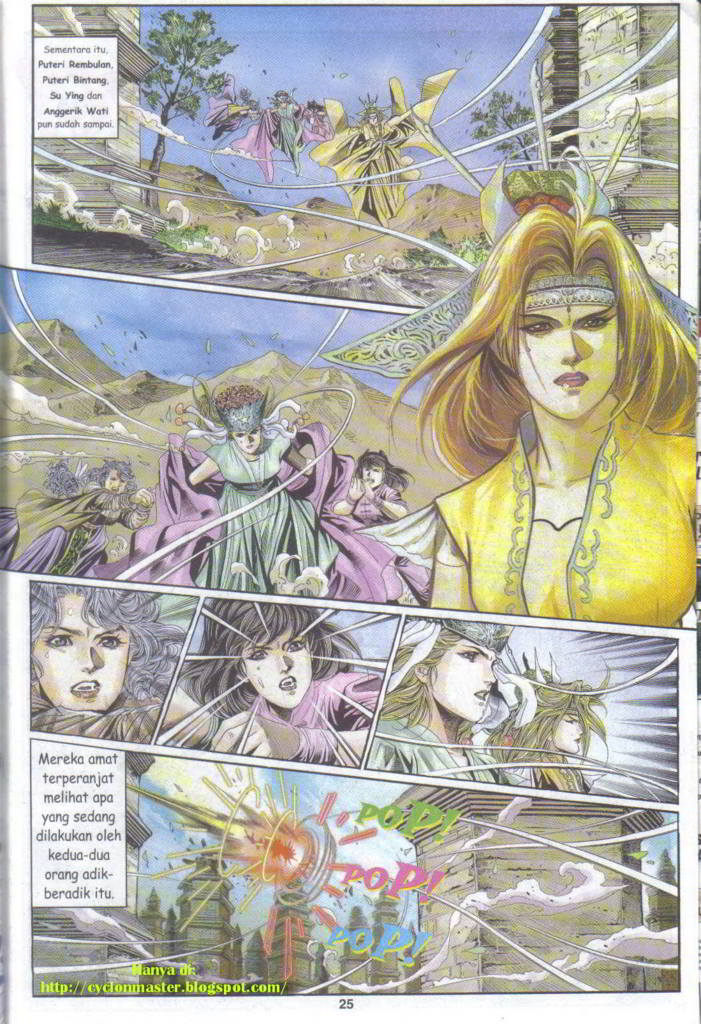 Sementara itu,
Puteri Rembulan,
Puteri Bintang,
Su Ying dan
Anggerik Wati
pun sudah sampai.
Mereka amat
terperanjat
melihat apa
yang sedang
dilakukan oleh
kedua-dua
orang adik-
beradik itu.
POP!
POP!
POP!
Hanya di:
http://cyclonmaster.blogspot.com/
25